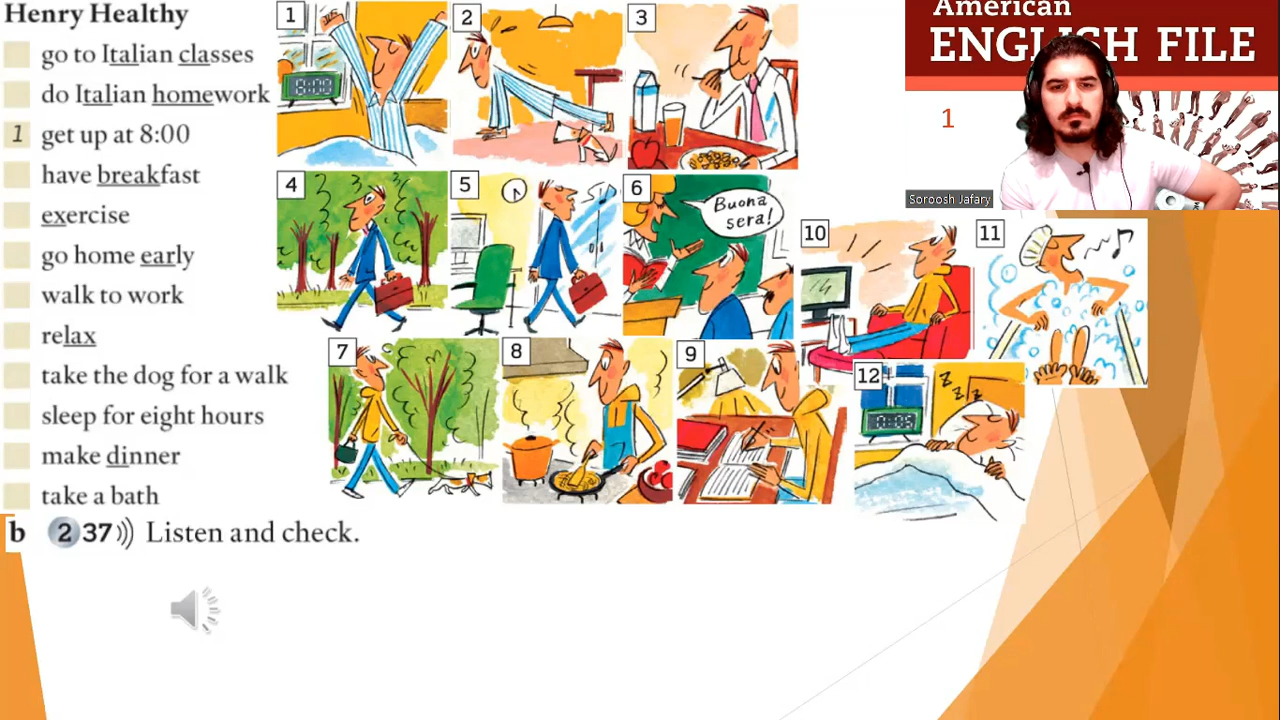 Henry Healthy
go to Italian classes
do Italian homework
1 get up at 8:00
have breakfast
exercise
go home early
walk to work
relax
take the dog for a walk
sleep for eight hours
make dinner
take a bath
b 2 37 Listen and check.
1
2
3
4
5
6
Buona
sera!
10
11
7
8
9
12
z z z
American
ENGLISH FILE
1
Soroosh Jafary